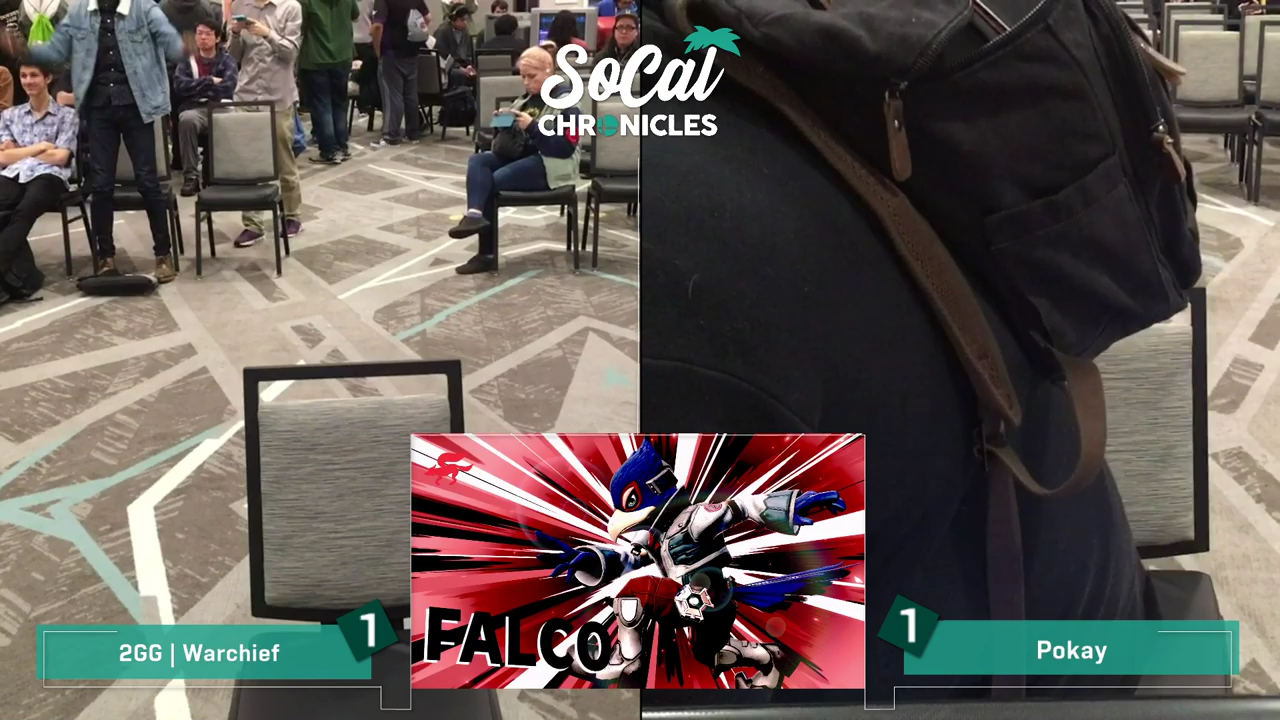 SoCal
CHRONICLES
FALCO
2GG | Warchief
1
1
Pokay